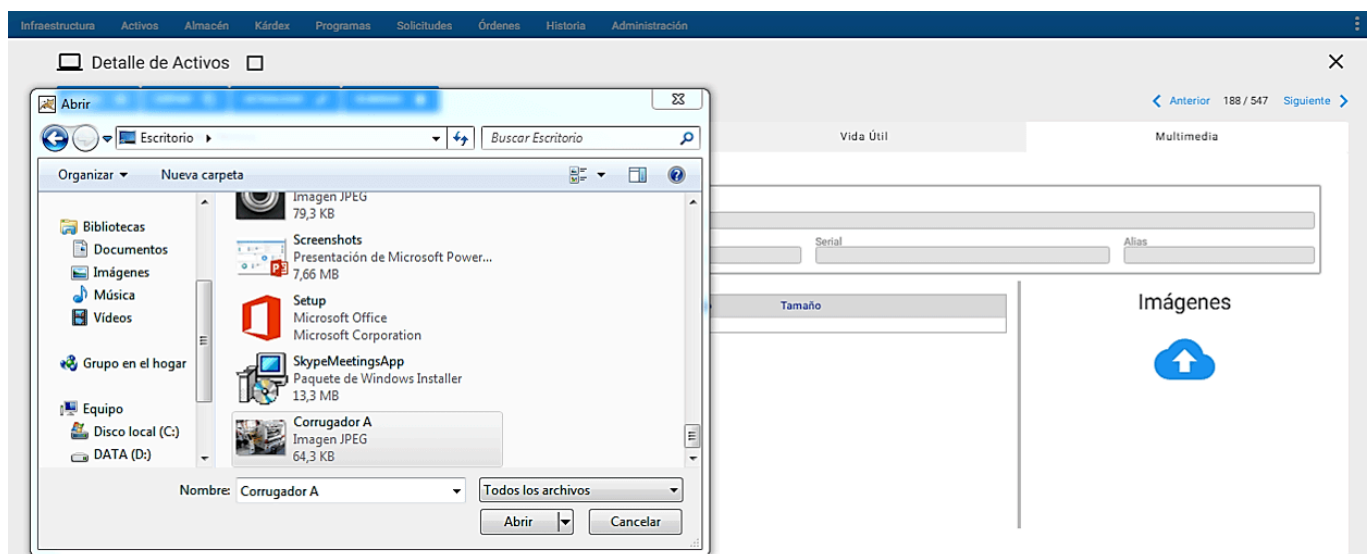 Infraestructura Activos Almacén Kárdex Programas Solicitudes Órdenes Historia Administración
Detalle de Activos
Abrir
Anterior 188 / 547 Siguiente
Escritorio
Buscar Escritorio
Vida Útil
Multimedia
Organizar
Nueva carpeta
Bibliotecas
Documentos
Imágenes
Música
Vídeos
Grupo en el hogar
Equipo
Disco local (C:)
DATA (D:)
Imagen JPEG
79,3 KB
Screenshots
Presentación de Microsoft Pow...
7,66 MB
Setup
Microsoft Office
Microsoft Corporation
SkypeMeetingsApp
Paquete de Windows Installer
13,3 MB
Corrugador A
Imagen JPEG
64,3 KB
Nombre: Corrugador A
Todos los archivos
Abrir
Cancelar
Serial
Alias
Tamaño
Imágenes